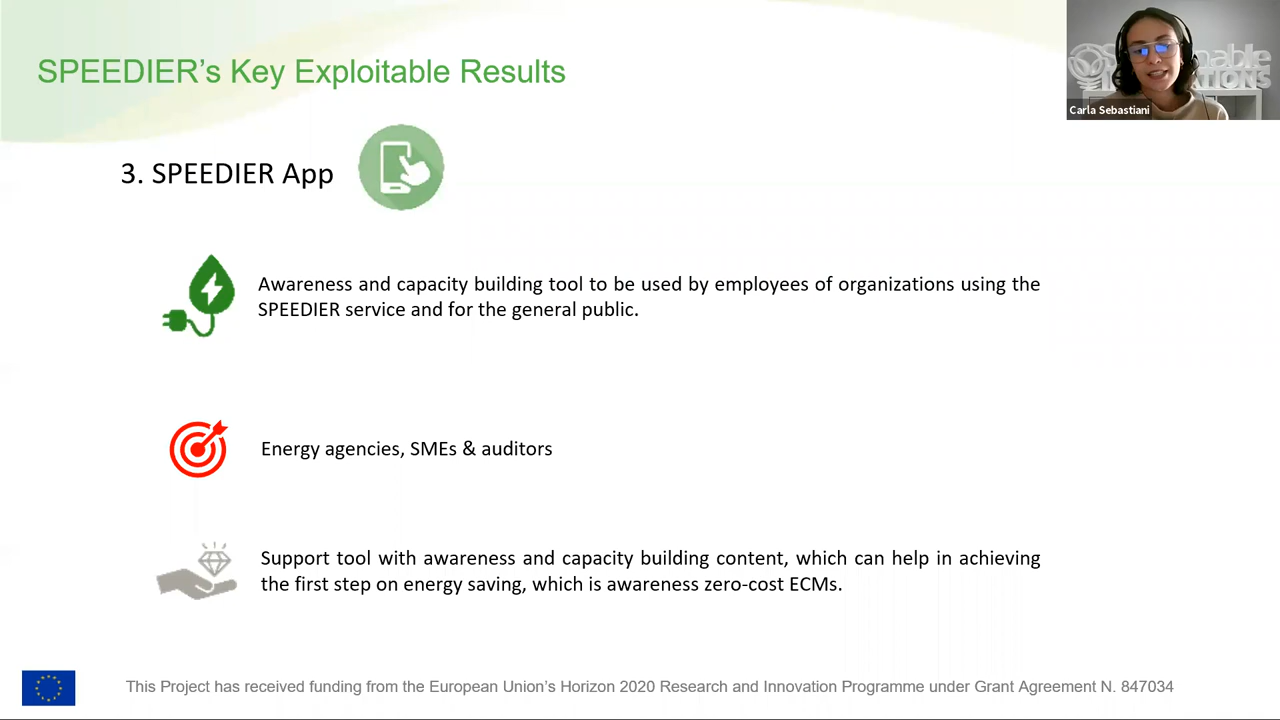 SPEEDIER’s Key Exploitable Results
Carla Sebastiani
3. SPEEDIER App
Awareness and capacity building tool to be used by employees of organizations using the
SPEEDIER service and for the general public.
Energy agencies, SMEs & auditors
Support tool with awareness and capacity building content, which can help in achieving
the first step on energy saving, which is awareness zero-cost ECMs.
This Project has received funding from the European Union’s Horizon 2020 Research and Innovation Programme under Grant Agreement N. 847034